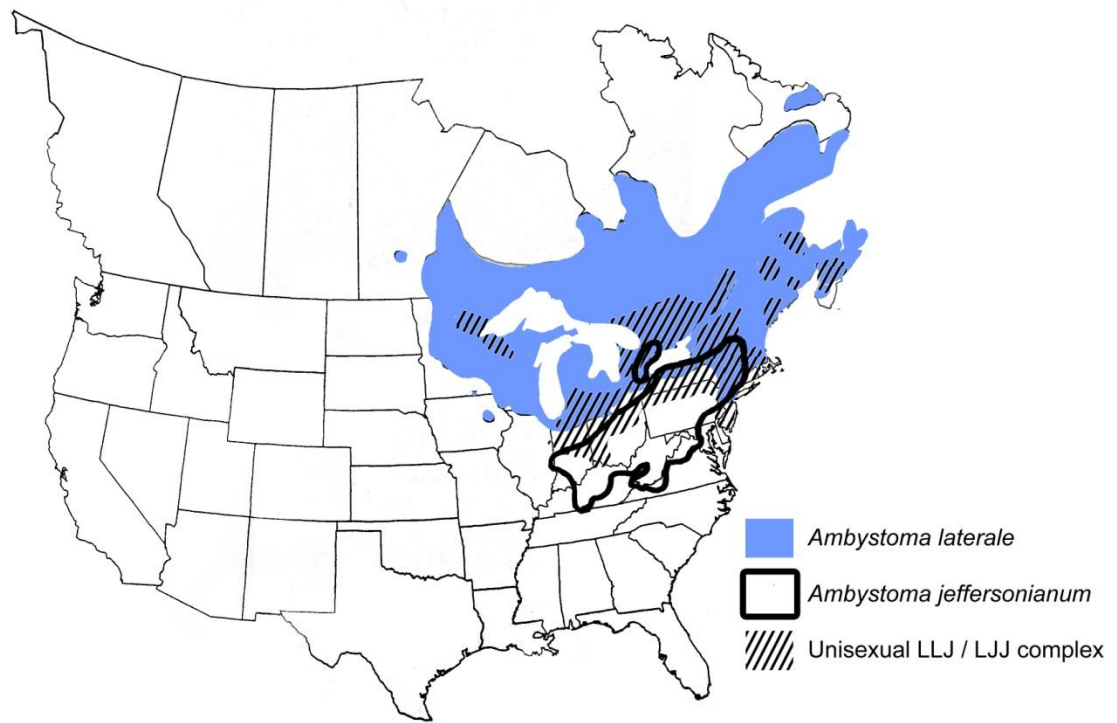 Ambystoma laterale
Ambystoma jeffersonianum
Unisexual LLJ / LJJ complex